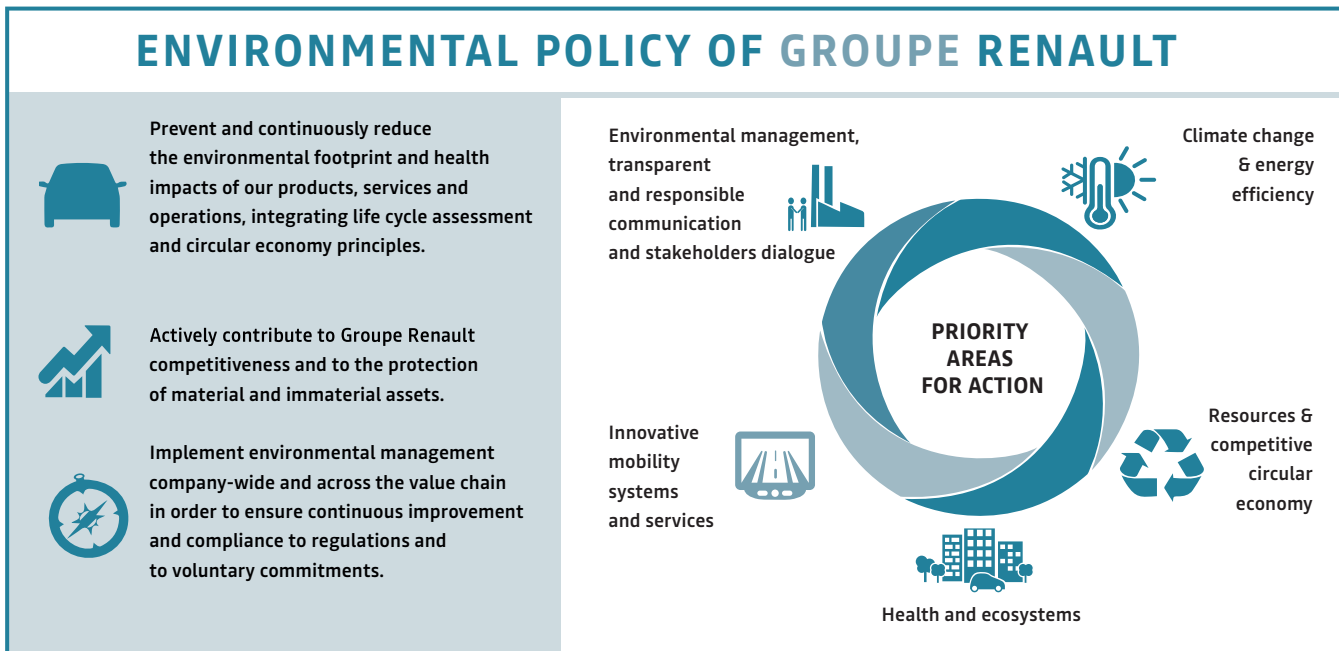 ENVIRONMENTAL POLICY OF GROUPE RENAULT
Prevent and continuously reduce
the environmental footprint and health
impacts of our products, services and
operations, integrating life cycle assessment
and circular economy principles.
Actively contribute to Groupe Renault
competitiveness and to the protection
of material and immaterial assets.
Implement environmental management
company-wide and across the value chain
in order to ensure continuous improvement
and compliance to regulations and
to voluntary commitments.
Environmental management,
transparent
and responsible
communication
and stakeholders dialogue
Climate change
& energy
efficiency
PRIORITY
AREAS
FOR ACTION
Innovative
mobility
systems
and services
Resources &
competitive
circular
economy
Health and ecosystems